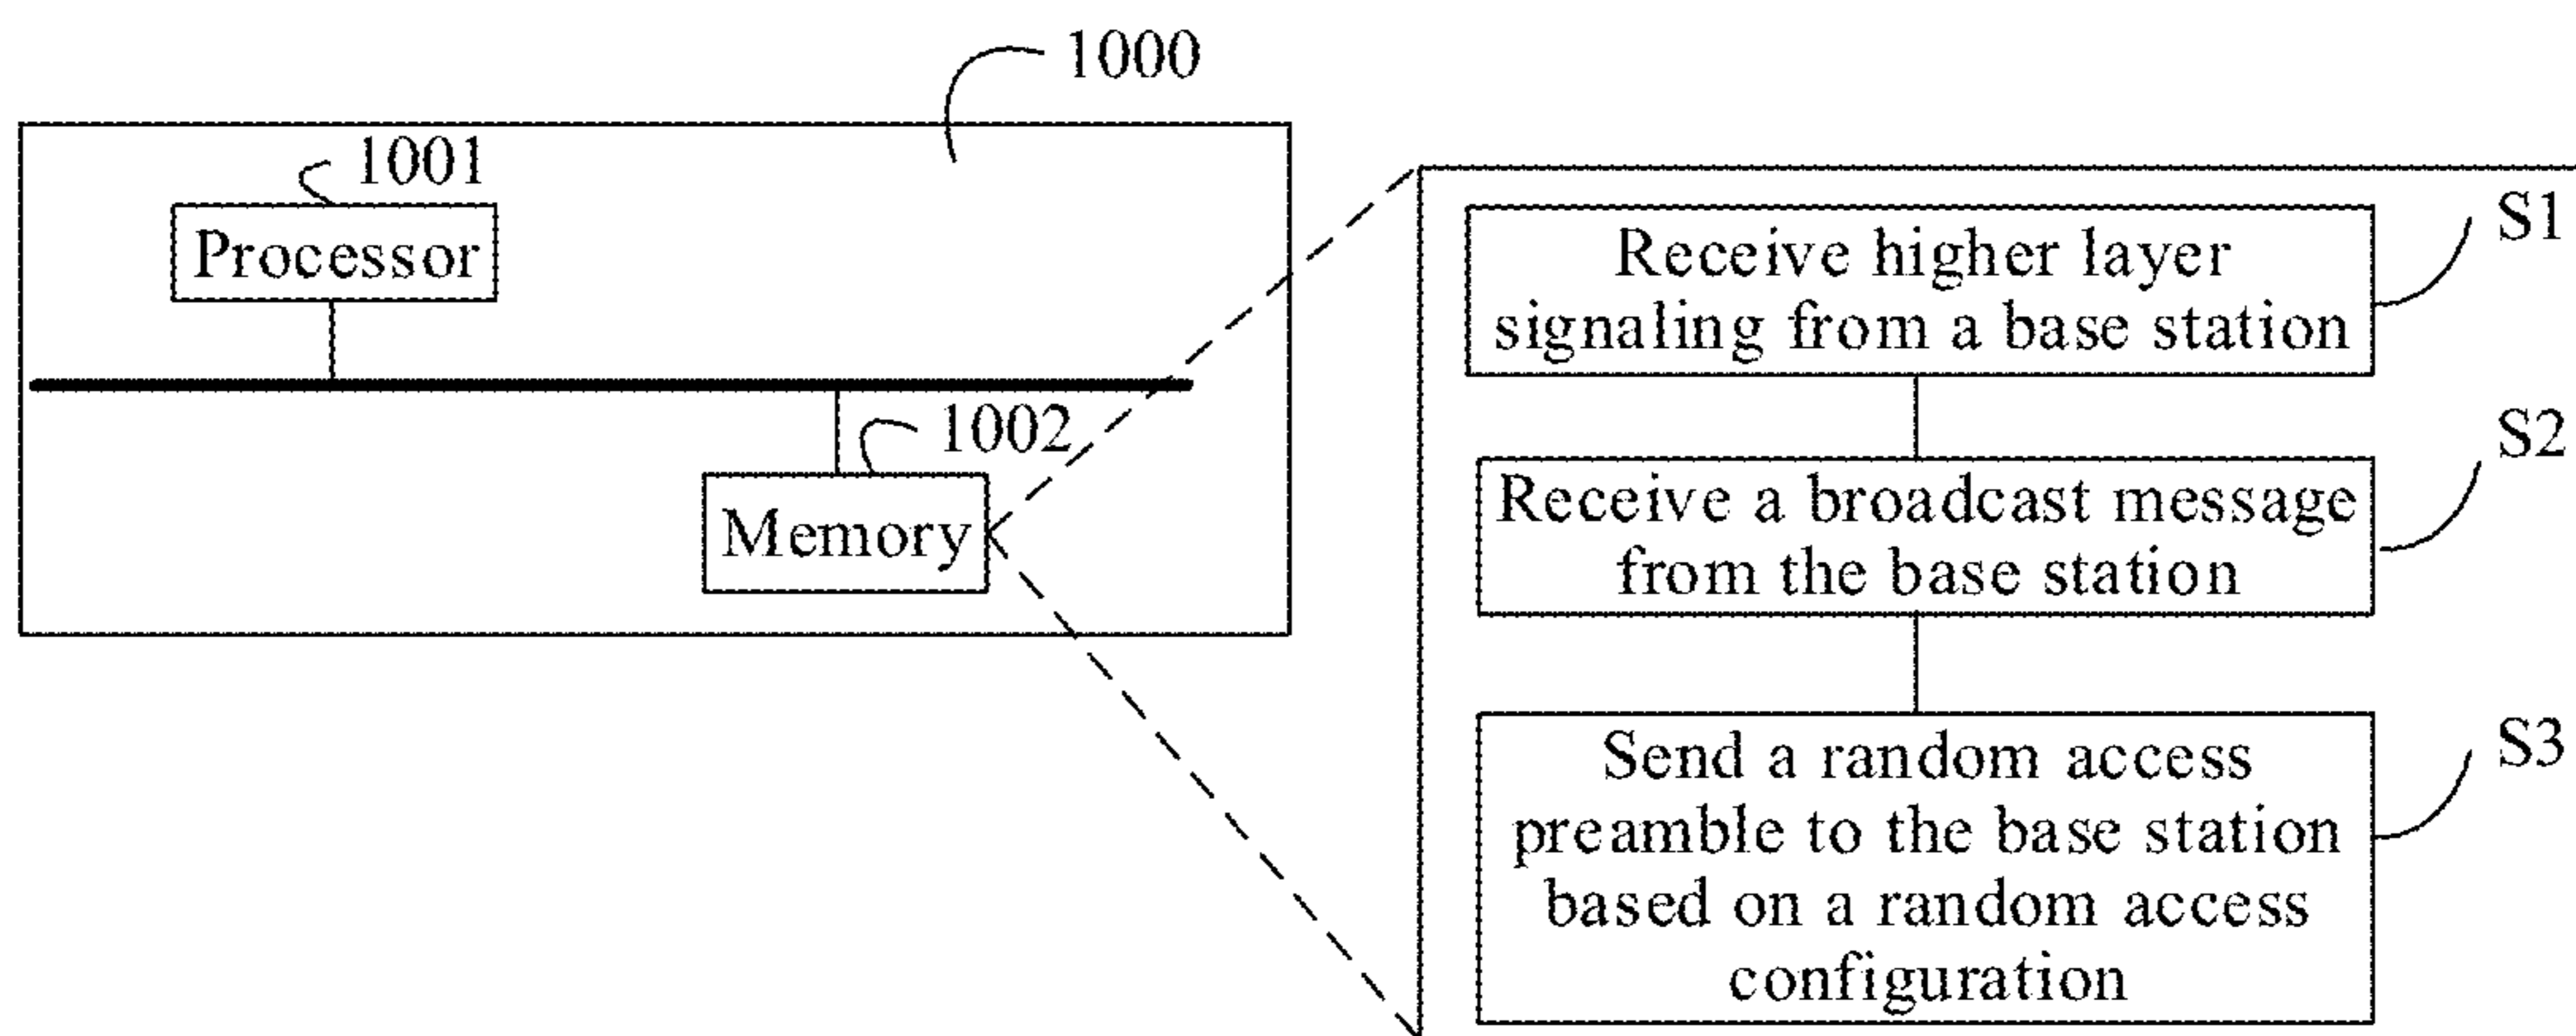 1000
1001
Processor
1002
Memory
S1
Receive higher layer
signaling from a base station
S2
Receive a broadcast message
from the base station
S3
Send a random access
preamble to the base station
based on a random access
configuration